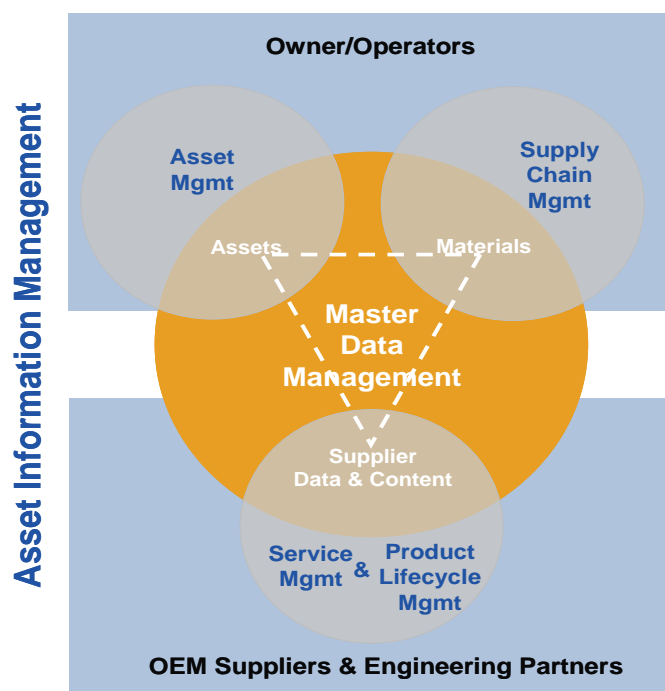 Asset Information Management
Owner/Operators
Asset
Mgmt
Supply
Chain
Mgmt
Assets
Materials
Master
Data
Management
Supplier
Data & Content
Service
Mgmt
&
Product
Lifecycle
Mgmt
OEM Suppliers & Engineering Partners